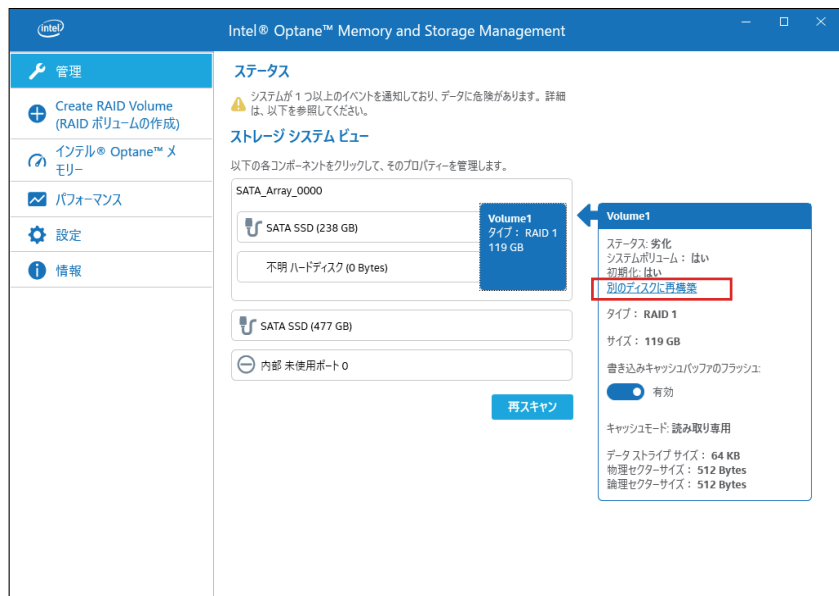 intel
Intel® Optane™ Memory and Storage Management
管理
Create RAID Volume
(RAID ボリュームの作成)
インテル® Optane™ メ
モリー
パフォーマンス
設定
情報
ステータス
システムが 1 つ以上のイベントを通知しており、データに危険があります。詳細
は、以下を参照してください。
ストレージ システム ビュー
以下の各コンポーネントをクリックして、そのプロパティーを管理します。
SATA_Array_0000
SATA SSD (238 GB)
不明 ハードディスク (0 Bytes)
Volume1
タイプ： RAID 1
119 GB
SATA SSD (477 GB)
内部 未使用ポート 0
再スキャン
Volume1
ステータス: 劣化
システムボリューム： はい
初期化: はい
別のディスクに再構築
タイプ： RAID 1
サイズ： 119 GB
書き込みキャッシュバッファのフラッシュ:
有効
キャッシュモード: 読み取り専用
データ ストライプ サイズ： 64 KB
物理セクターサイズ： 512 Bytes
論理セクターサイズ： 512 Bytes